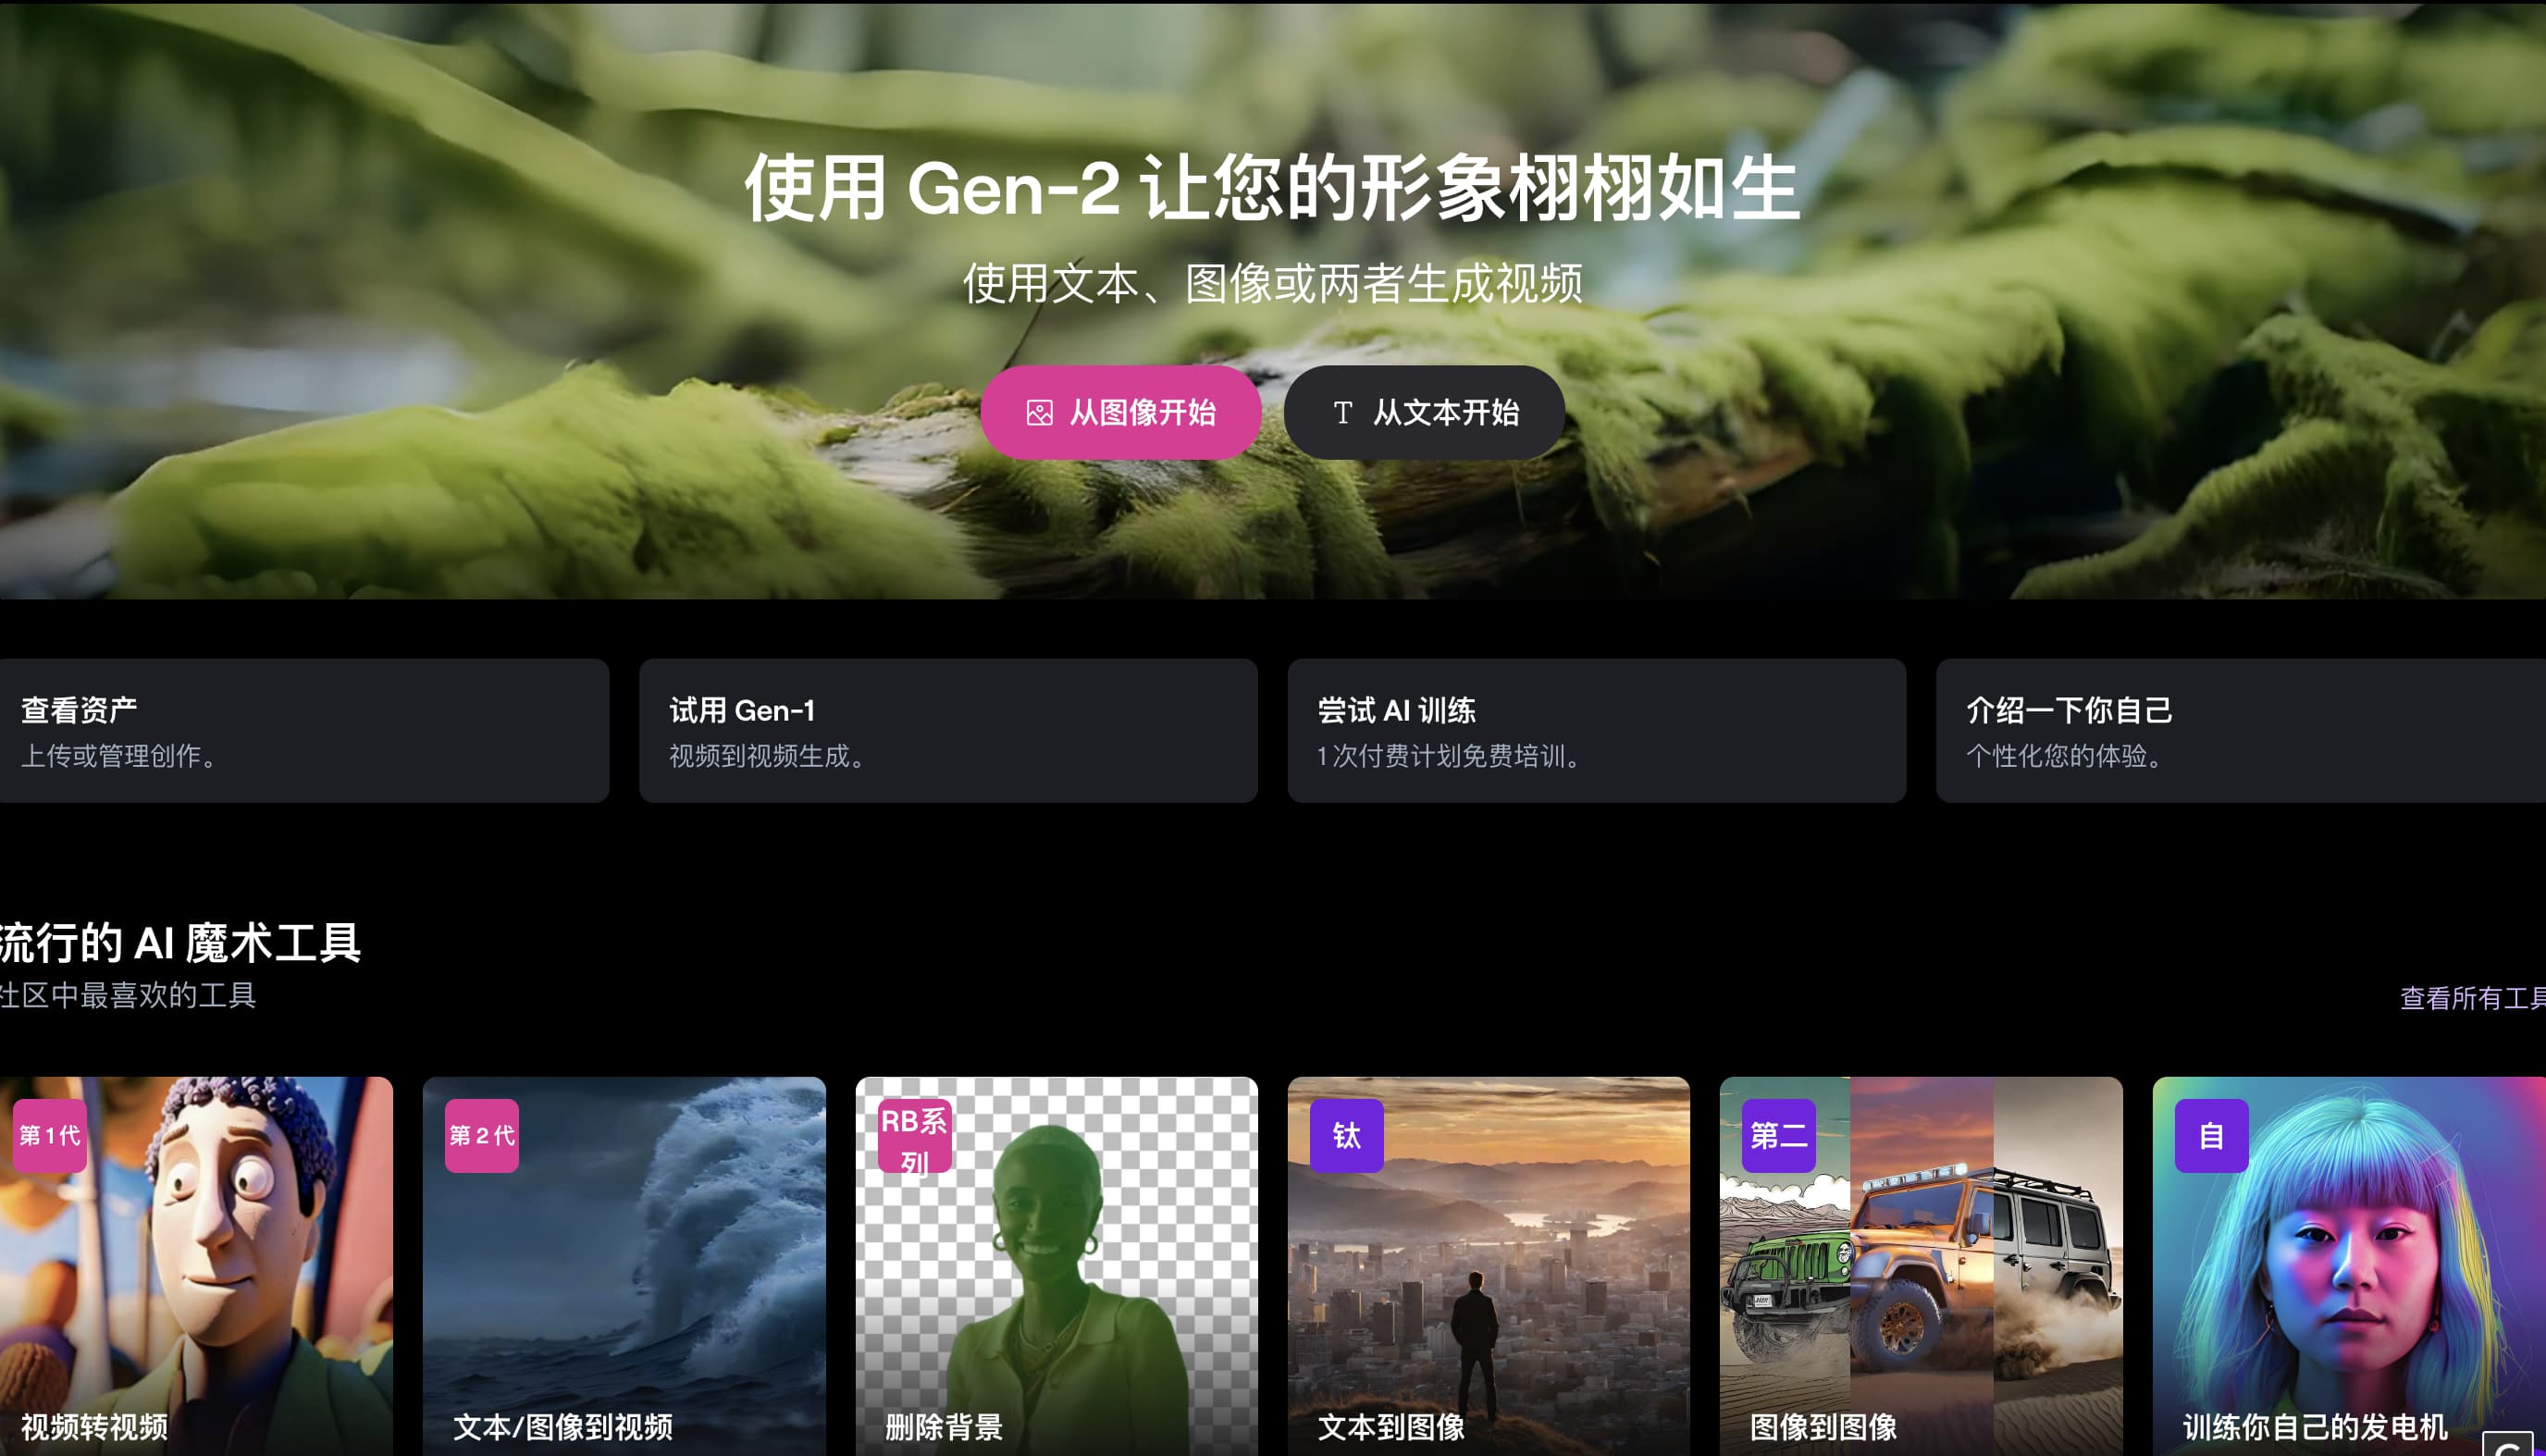 使用 Gen-2 让您的形象栩栩如生
使用文本、图像或两者生成视频
从图像开始
T 从文本开始
查看资产
上传或管理创作。
试用 Gen-1
视频到视频生成。
尝试 AI 训练
1 次付费计划免费培训。
介绍一下你自己
个性化您的体验。
流行的 AI 魔术工具
社区中最喜欢的工具
查看所有工具
第 1 代
视频转视频
第 2 代
文本/图像到视频
RB系
列
删除背景
钛
文本到图像
第二
图像到图像
自
训练你自己的发电机